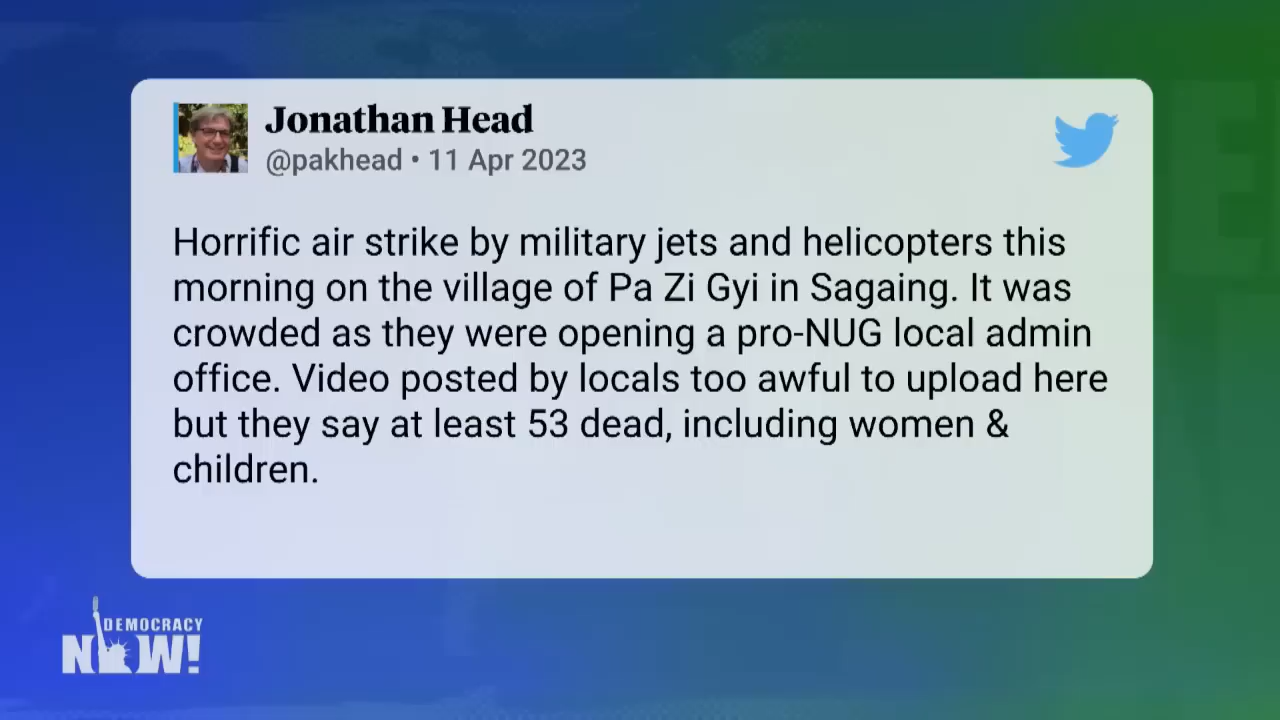 Jonathan Head
@pakhead • 11 Apr 2023
Horrific air strike by military jets and helicopters this
morning on the village of Pa Zi Gyi in Sagaing. It was
crowded as they were opening a pro-NUG local admin
office. Video posted by locals too awful to upload here
but they say at least 53 dead, including women &
children.
DEMOCRACY
NOW!